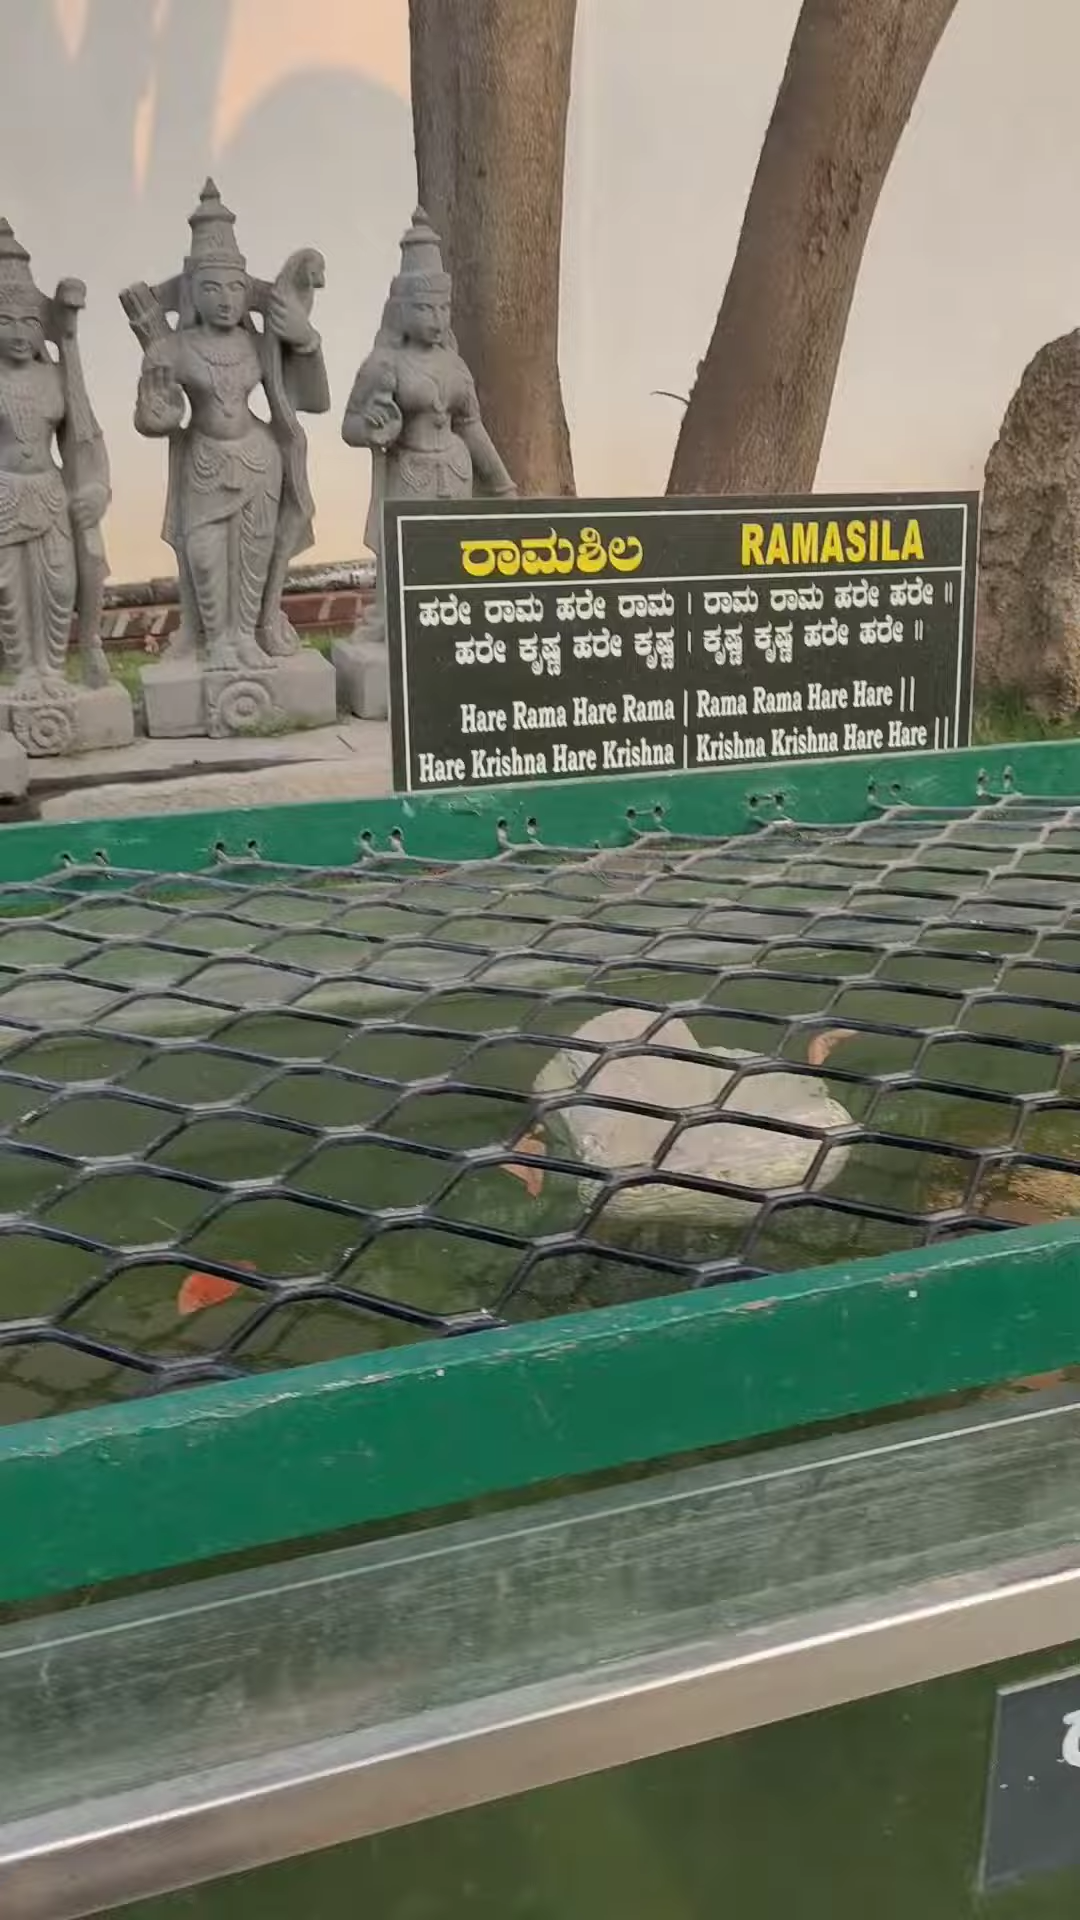 ರಾಮಶಿಲ RAMASILA
ಹರೇ ರಾಮ ಹರೇ ರಾಮ | ರಾಮ ರಾಮ ಹರೇ ಹರೇ ||
ಹರೇ ಕೃಷ್ಣ ಹರೇ ಕೃಷ್ಣ | ಕೃಷ್ಣ ಕೃಷ್ಣ ಹರೇ ಹರೇ ||
Hare Rama Hare Rama | Rama Rama Hare Hare ||
Hare Krishna Hare Krishna | Krishna Krishna Hare Hare ||